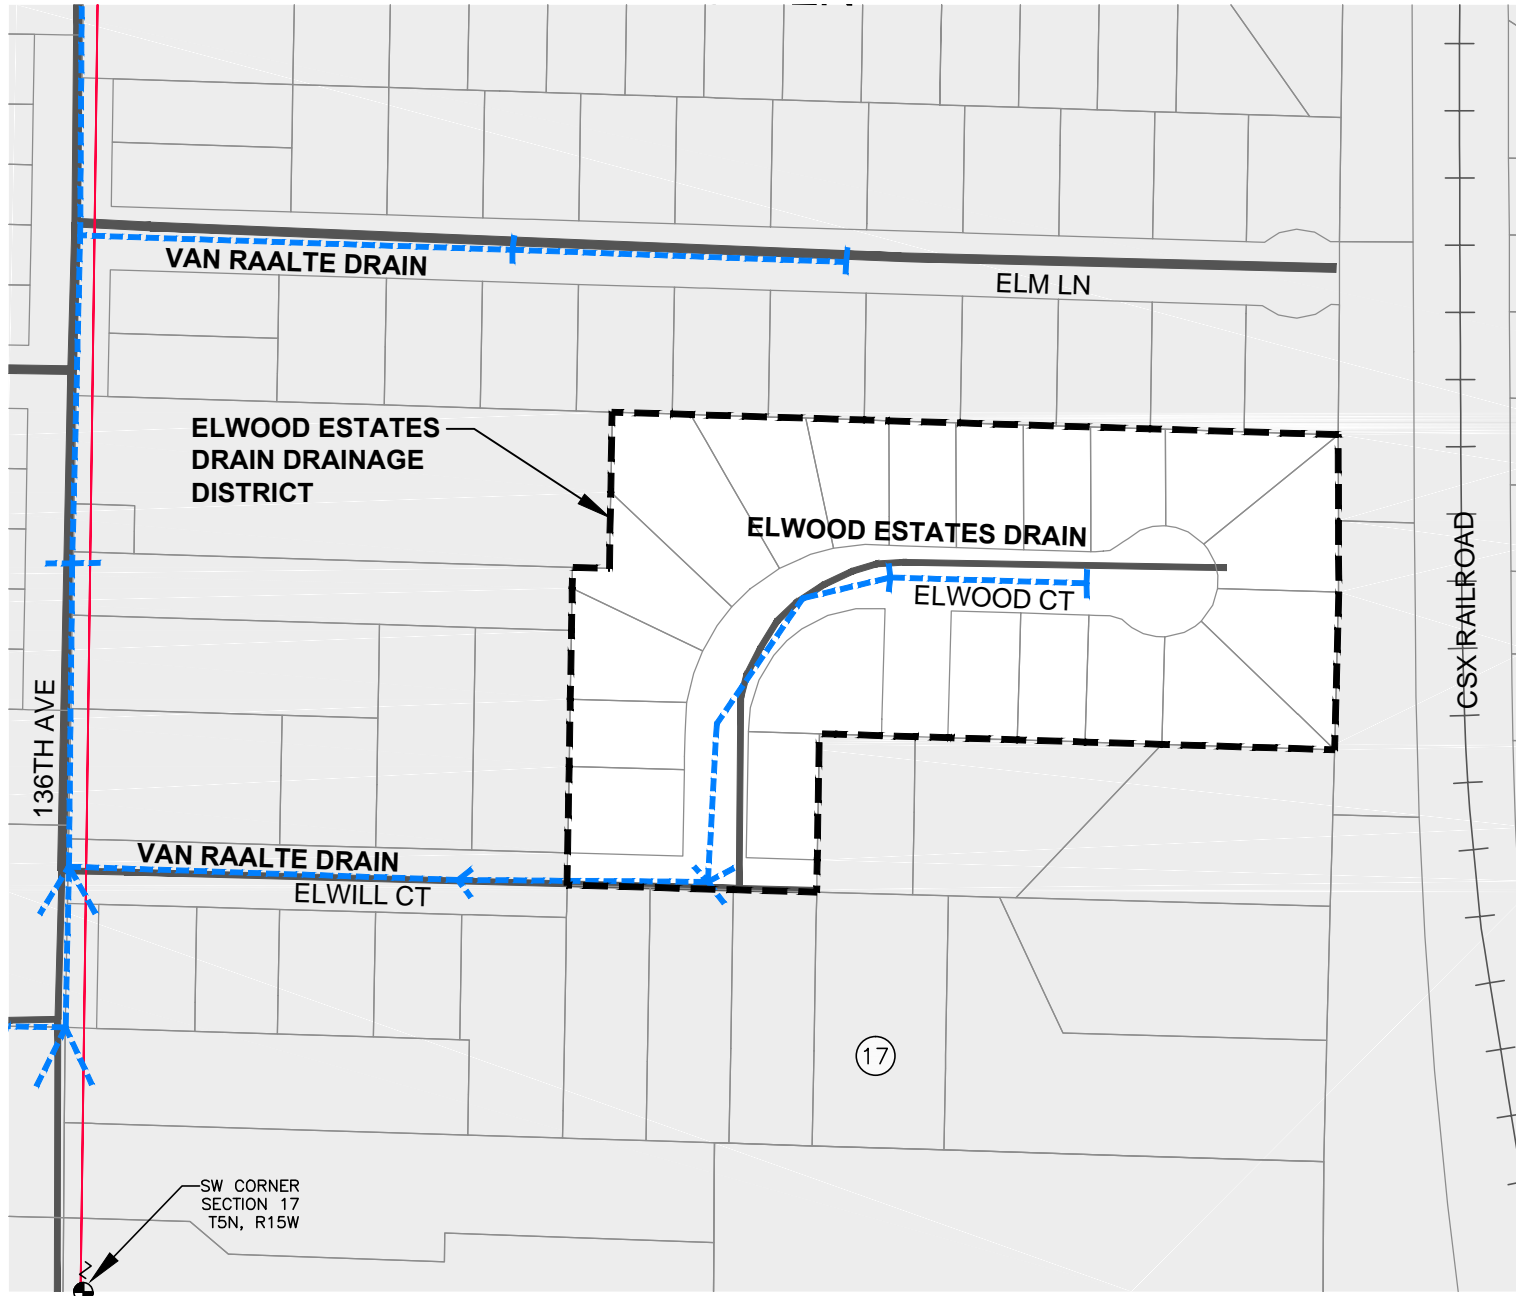 VAN RAALTE DRAIN
ELM LN
ELWOOD ESTATES
DRAIN DRAINAGE
DISTRICT
ELWOOD ESTATES DRAIN
ELWOOD CT
CSX RAILROAD
136TH AVE
VAN RAALTE DRAIN
ELWILL CT
17
SW CORNER
SECTION 17
T5N, R15W